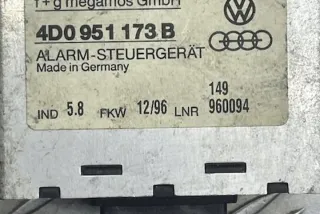 f+g megamos GmbH
4D0 951 173 B
ALARM-STEUERGERÄT
Made in Germany
149
IND 5.8 FKW 12/96 LNR 960094